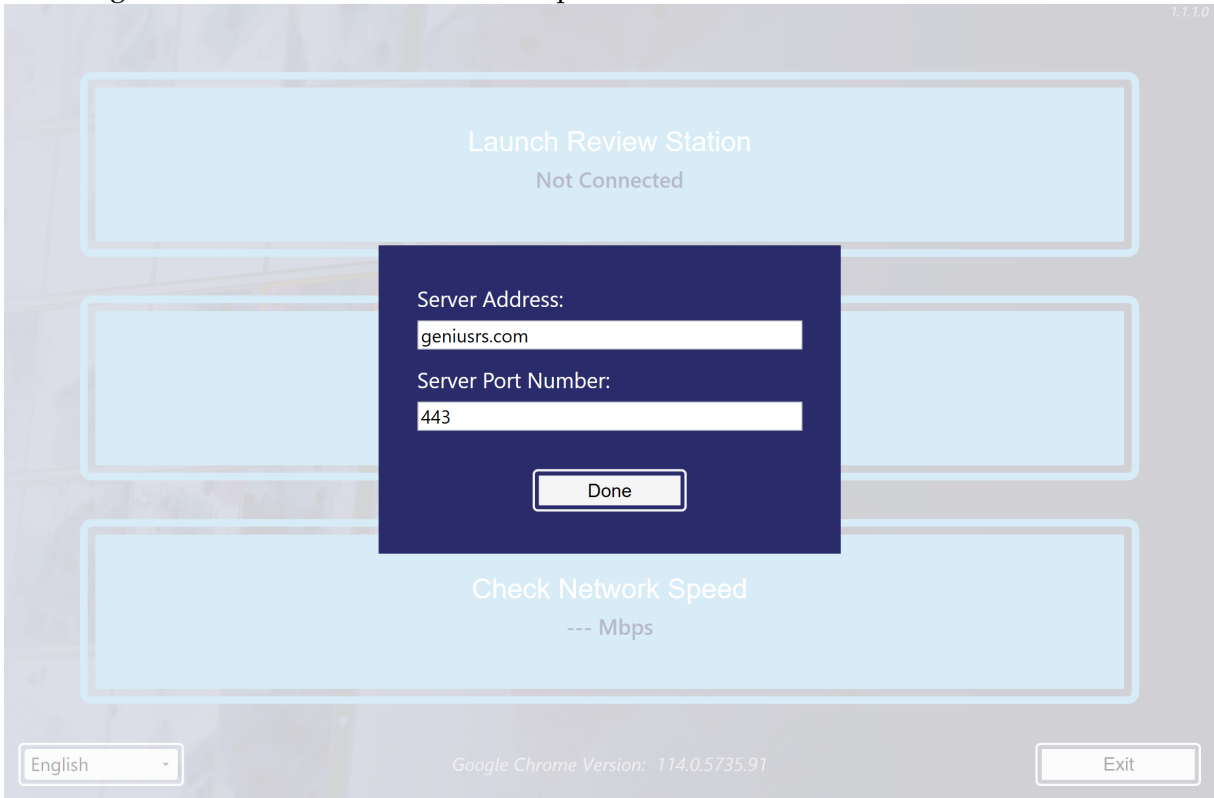 1.1.1.0
Launch Review Station
Not Connected
Server Address:
geniusrs.com
Server Port Number:
443
Done
Check Network Speed
--- Mbps
English
Google Chrome Version: 114.0.5735.91
Exit